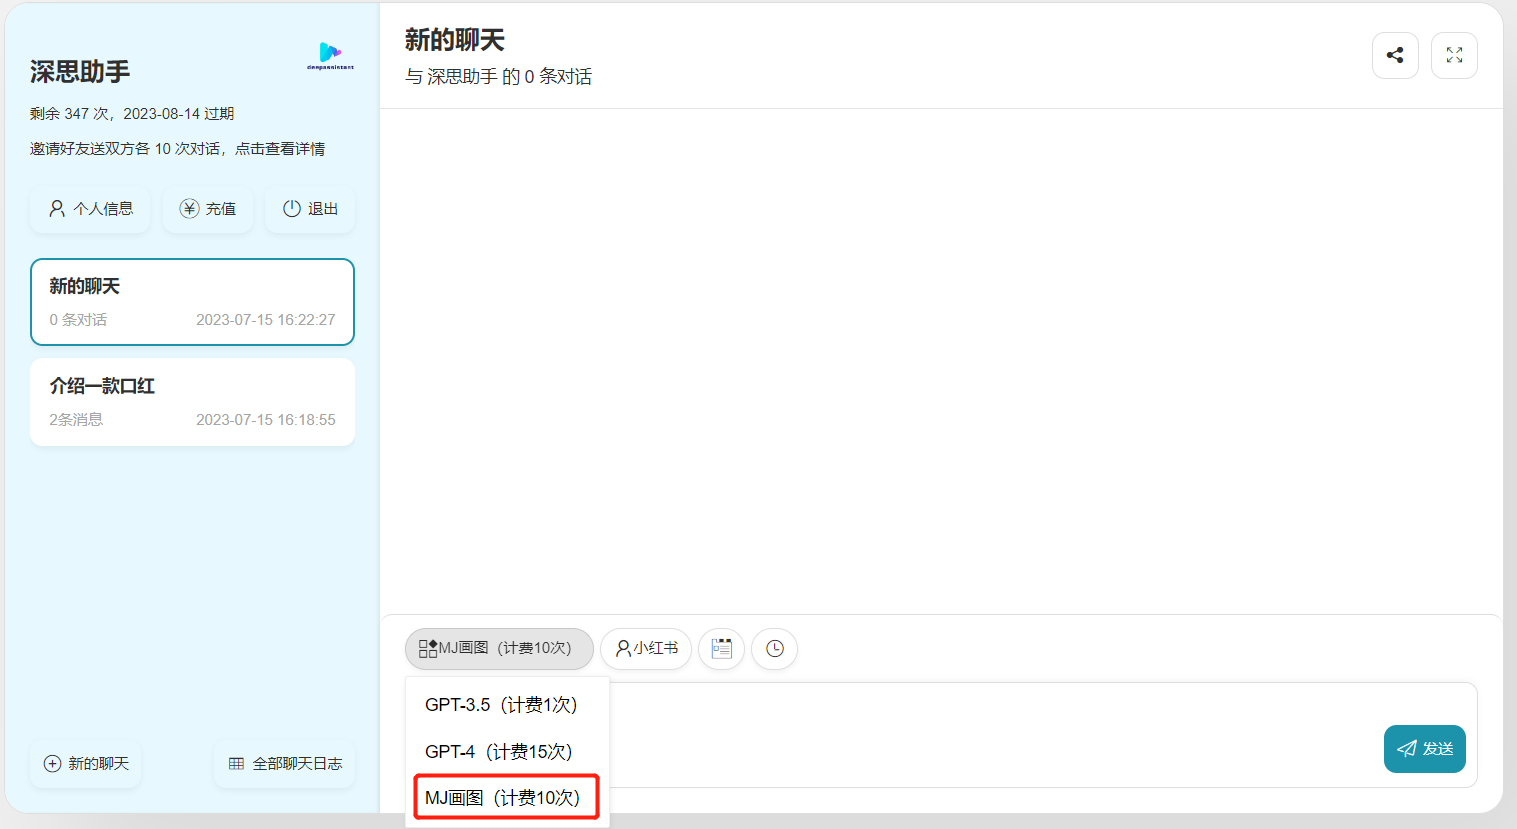 深思助手
deepassistant
剩余 347 次，2023-08-14 过期
邀请好友送双方各 10 次对话，点击查看详情
个人信息
充值
退出
新的聊天
0 条对话 2023-07-15 16:22:27
介绍一款口红
2条消息 2023-07-15 16:18:55
新的聊天
全部聊天日志
新的聊天
与 深思助手 的 0 条对话
MJ画图（计费10次）
小红书
GPT-3.5（计费1次）
GPT-4（计费15次）
MJ画图（计费10次）
发送